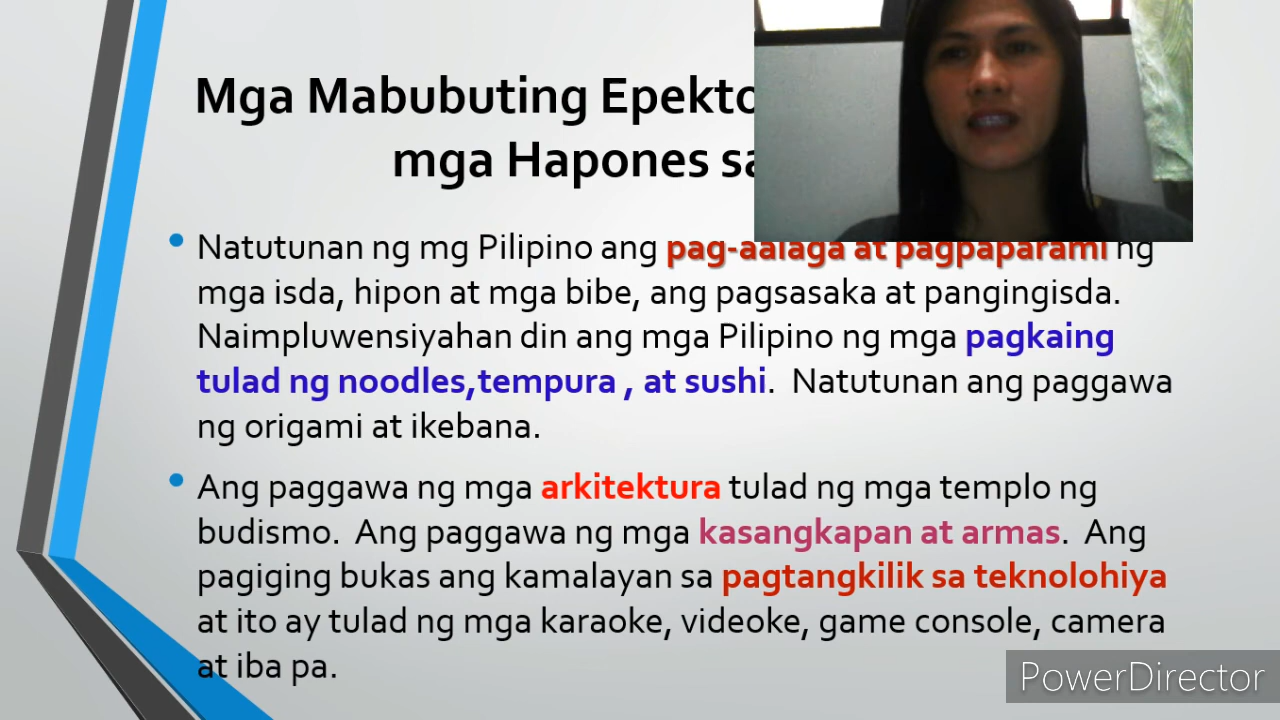 Mga Mabubuting Epekto
mga Hapones sa
Natutunan ng mg Pilipino ang pag-aalaga at pagpaparami ng
mga isda, hipon at mga bibe, ang pagsasaka at pangingisda.
Naimpluwensiyahan din ang mga Pilipino ng mga pagkaing
tulad ng noodles,tempura , at sushi. Natutunan ang paggawa
ng origami at ikebana.
Ang paggawa ng mga arkitektura tulad ng mga templo ng
budismo. Ang paggawa ng mga kasangkapan at armas. Ang
pagiging bukas ang kamalayan sa pagtangkilik sa teknolohiya
at ito ay tulad ng mga karaoke, videoke, game console, camera
at iba pa.
PowerDirector